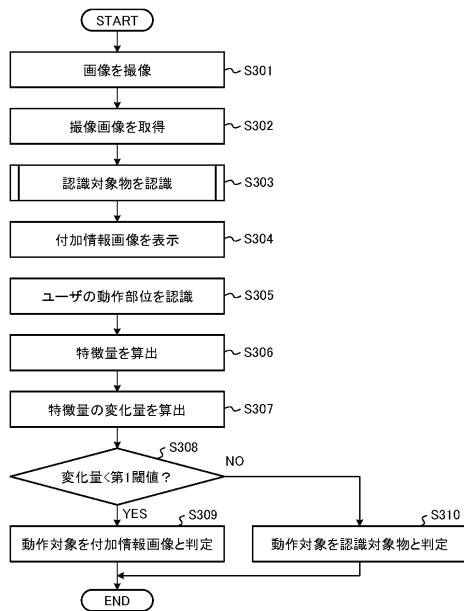 START
画像を撮像
S301
撮像画像を取得
S302
認識対象物を認識
S303
付加情報画像を表示
S304
ユーザの動作部位を認識
S305
特徴量を算出
S306
特徴量の変化量を算出
S307
S308
変化量<第1閾値?
NO
YES
S309
S310
動作対象を付加情報画像と判定
動作対象を認識対象物と判定
END